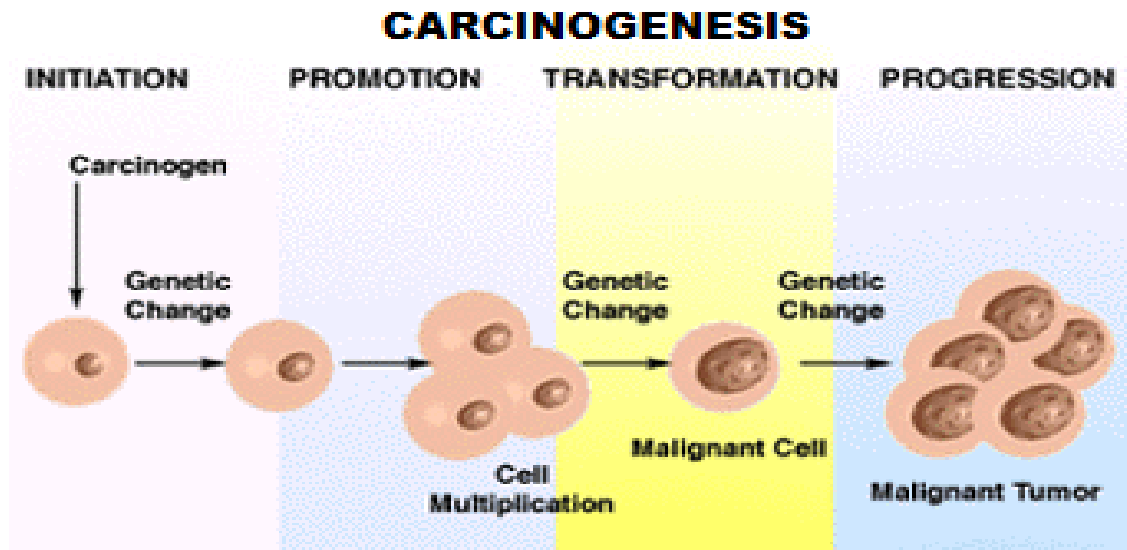 CARCINOGENESIS
INITIATION
PROMOTION
TRANSFORMATION
PROGRESSION
Carcinogen
Genetic
Change
Cell
Multiplication
Genetic
Change
Malignant Cell
Genetic
Change
Malignant Tumor